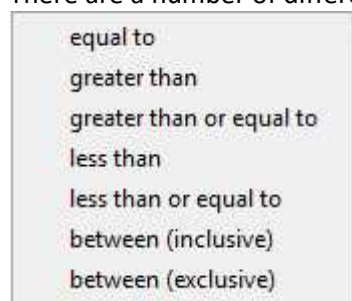 There are a number of differe
equal to
greater than
greater than or equal to
less than
less than or equal to
between (inclusive)
between (exclusive)